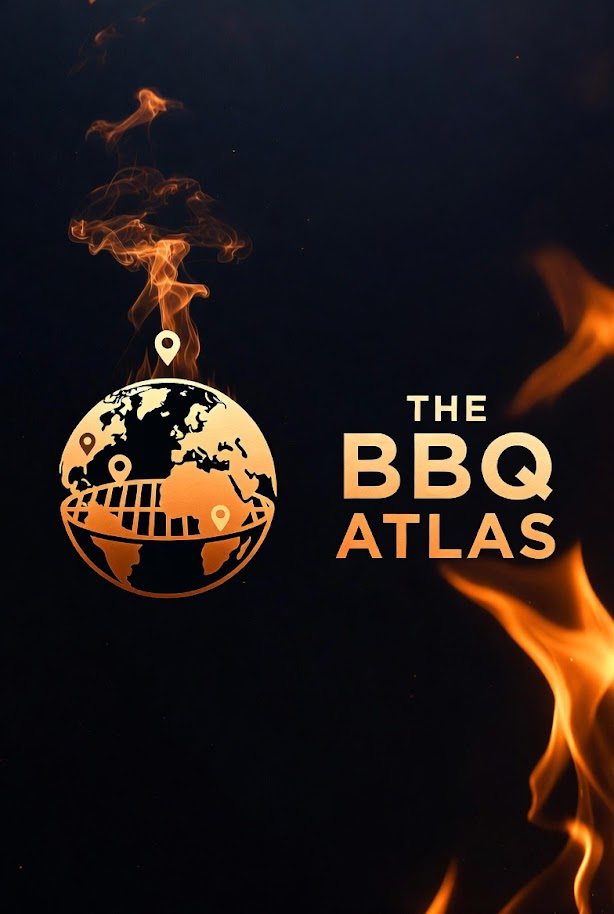 THE
BBQ
ATLAS